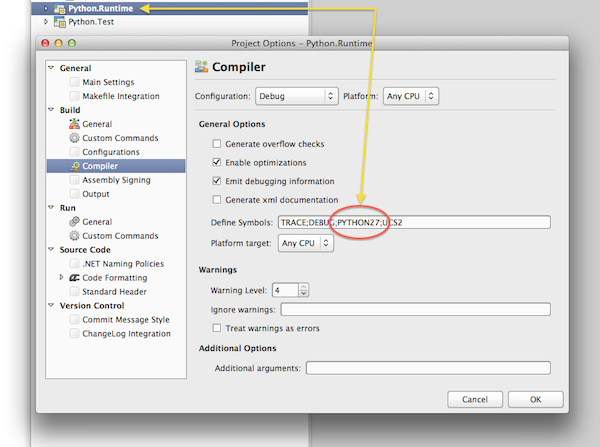 Python.Runtime
Python.Test
Project Options – Python.Runtime
General
Main Settings
Makefile Integration
Build
General
Custom Commands
Configurations
Compiler
Assembly Signing
Output
Run
General
Custom Commands
Source Code
.NET Naming Policies
Code Formatting
Standard Header
Version Control
Commit Message Style
ChangeLog Integration
Compiler
Configuration: Debug Platform: Any CPU
General Options
Generate overflow checks
Enable optimizations
Emit debugging information
Generate xml documentation
Define Symbols: TRACE;DEBUG;PYTHON27;UCS2
Platform target: Any CPU
Warnings
Warning Level: 4
Ignore warnings:
Treat warnings as errors
Additional Options
Additional arguments:
Cancel OK